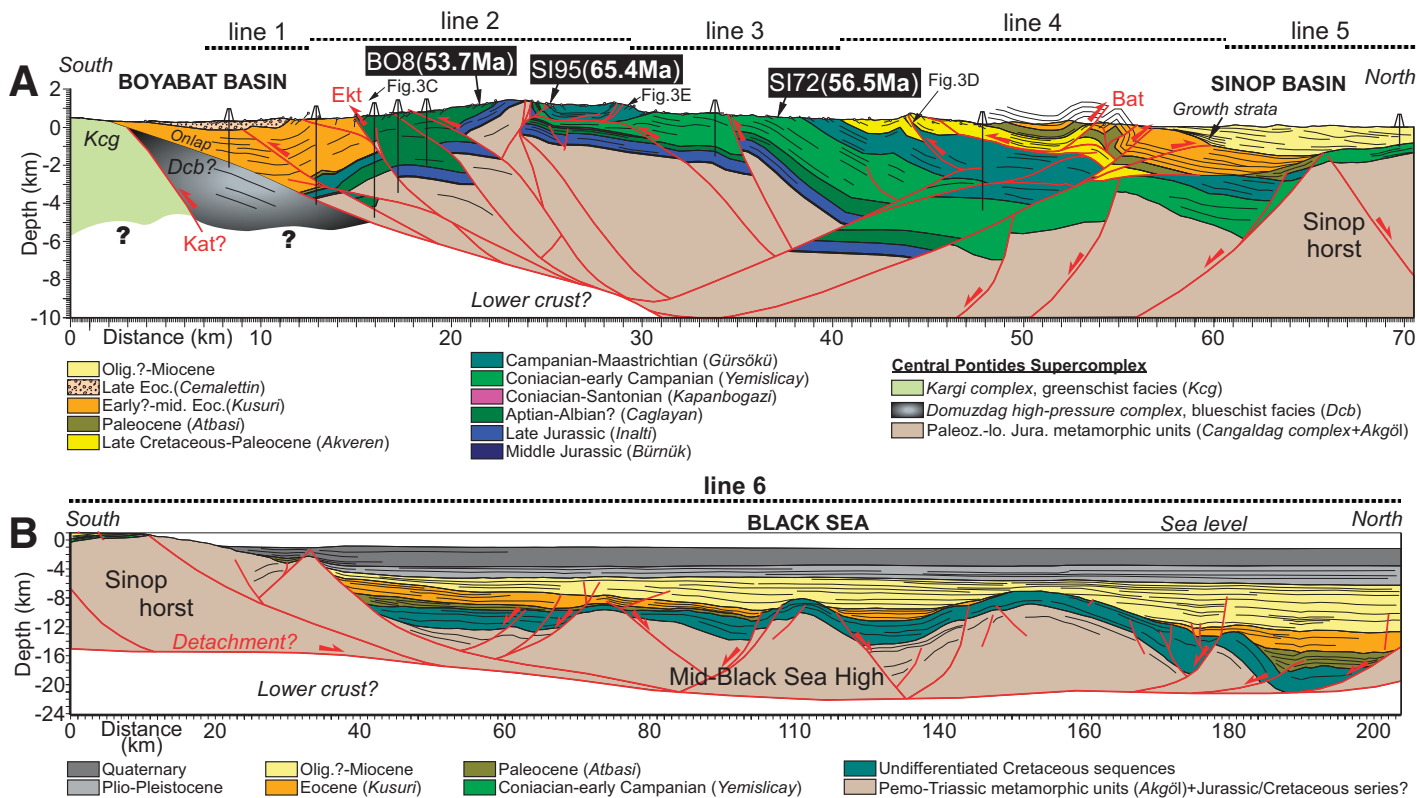 line 1
line 2
line 3
line 4
line 5
A
South
BOYABAT BASIN
BO8(53.7Ma)
SI95(65.4Ma)
SI72(56.5Ma)
SINOP BASIN
North
Ekt
Fig.3C
Fig.3E
Fig.3D
Bat
Growth strata
Kcg
Onlap
Dcb?
Kat?
?
?
Lower crust?
Sinop
horst
Depth (km)
2
0
-2
-4
-6
-8
-10
0
Distance (km)
10
20
30
40
50
60
70
Olig.?-Miocene
Late Eoc.(Cemalettin)
Early?-mid. Eoc.(Kusuri)
Paleocene (Atbasi)
Late Cretaceous-Paleocene (Akveren)
Campanian-Maastrichtian (Gürsökü)
Coniacian-early Campanian (Yemislicay)
Coniacian-Santonian (Kapanbogazi)
Aptian-Albian? (Caglayan)
Late Jurassic (Inalti)
Middle Jurassic (Bürnük)
Central Pontides Supercomplex
Kargi complex, greenschist facies (Kcg)
Domuzdag high-pressure complex, blueschist facies (Dcb)
Paleoz.-lo. Jura. metamorphic units (Cangaldag complex+Akgöl)
line 6
B
South
BLACK SEA
Sea level
North
Sinop
horst
Detachment?
Lower crust?
Mid-Black Sea High
Depth (km)
0
-4
-8
-12
-16
-20
-24
0
Distance
(km)
20
60
80
110
140
160
180
200
Quaternary
Plio-Pleistocene
Olig.?-Miocene
Eocene (Kusuri)
Paleocene (Atbasi)
Coniacian-early Campanian (Yemislicay)
Undifferentiated Cretaceous sequences
Pemo-Triassic metamorphic units (Akgöl)+Jurassic/Cretaceous series?